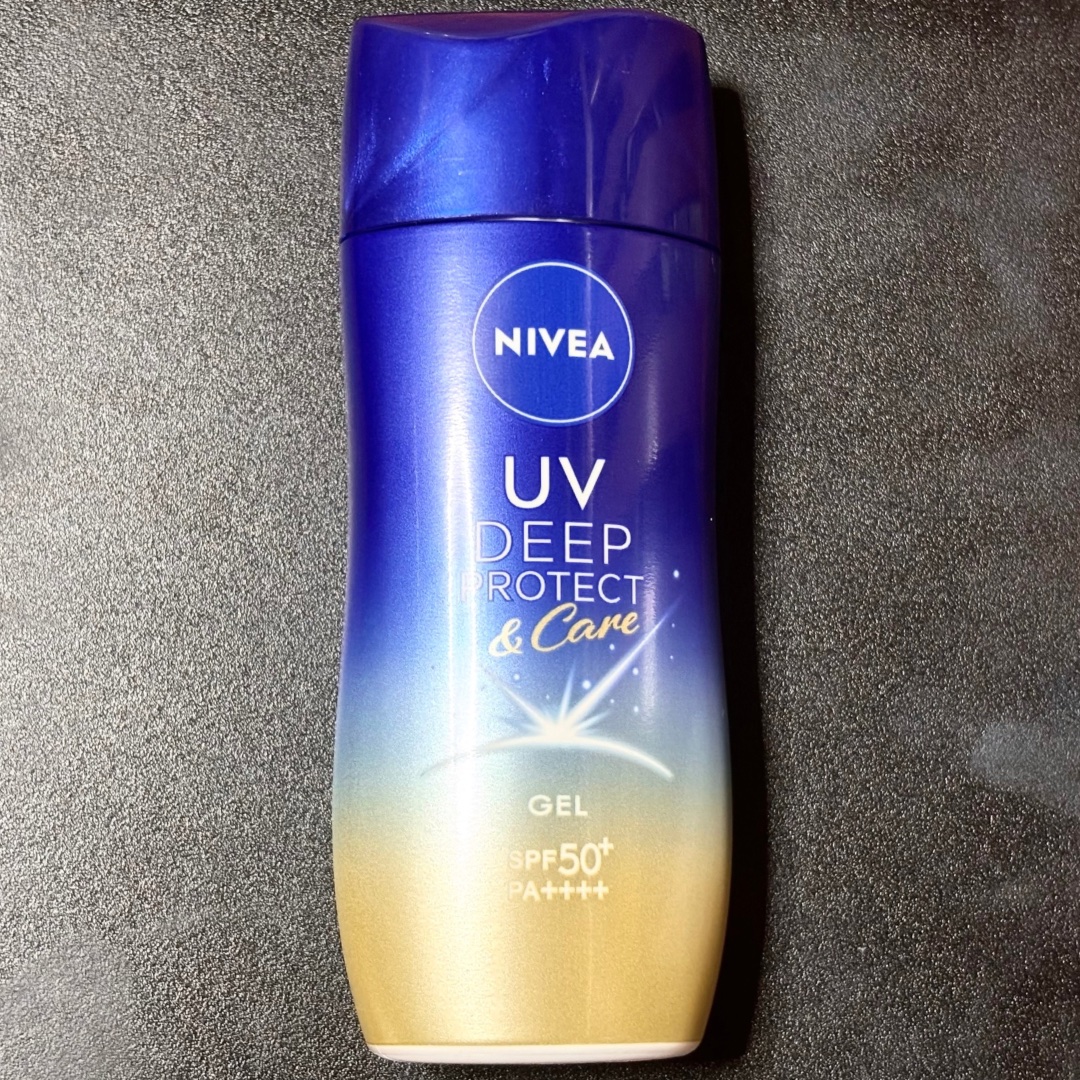 NIVEA
UV
DEEP
PROTECT
& Care
GEL
SPF50+
PA++++